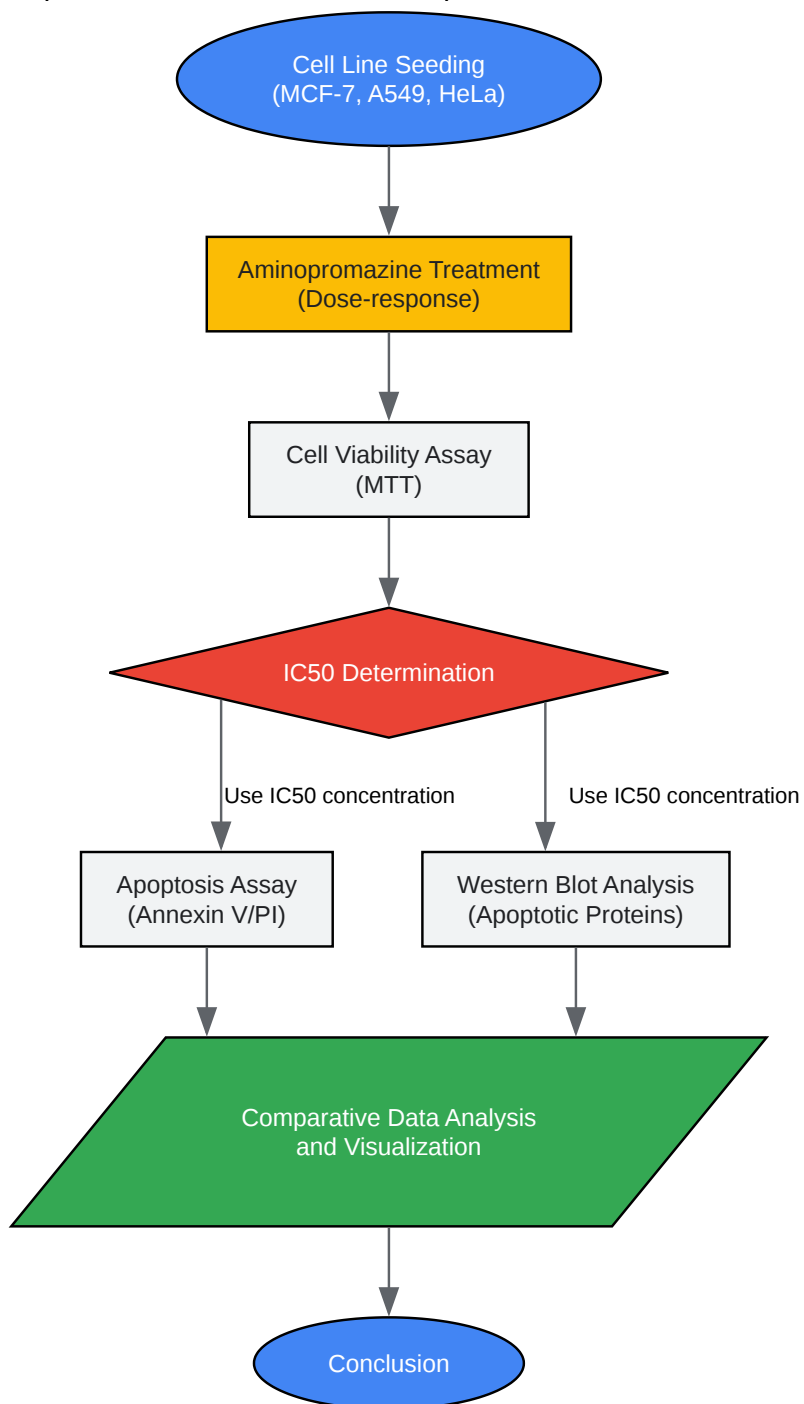 Cell Line Seeding
(MCF-7, A549, HeLa)
Aminopromazine Treatment
(Dose-response)
Cell Viability Assay
(MTT)
IC50 Determination
Use IC50 concentration
Use IC50 concentration
Apoptosis Assay
(Annexin V/PI)
Western Blot Analysis
(Apoptotic Proteins)
Comparative Data Analysis
and Visualization
Conclusion